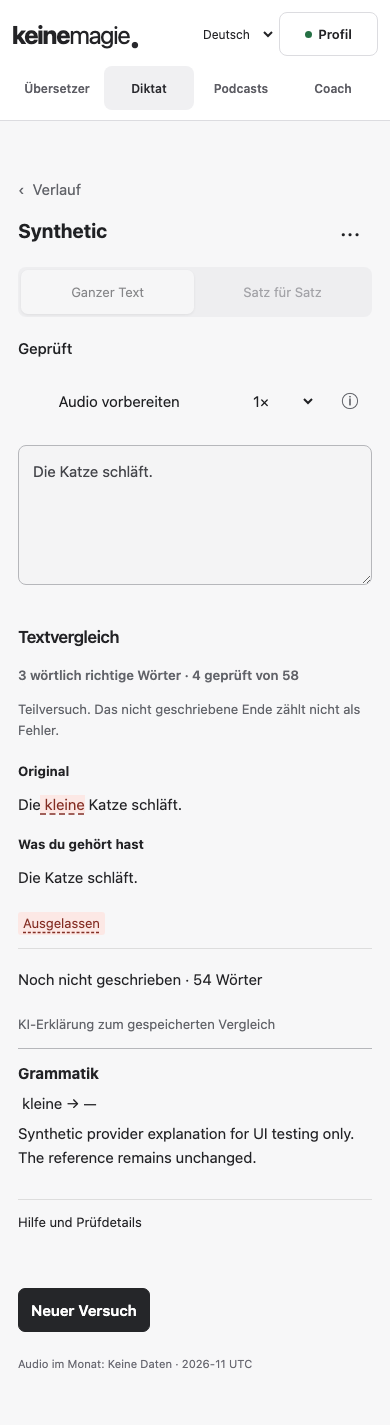 keinemagie.
Deutsch
Profil
Übersetzer
Diktat
Podcasts
Coach
‹ Verlauf
Synthetic
...
Ganzer Text
Satz für Satz
Geprüft
Audio vorbereiten
1×
ⓘ
Die Katze schläft.
Textvergleich
3 wörtlich richtige Wörter · 4 geprüft von 58
Teilversuch. Das nicht geschriebene Ende zählt nicht als
Fehler.
Original
Die kleine Katze schläft.
Was du gehört hast
Die Katze schläft.
Ausgelassen
Noch nicht geschrieben · 54 Wörter
KI-Erklärung zum gespeicherten Vergleich
Grammatik
kleine → —
Synthetic provider explanation for UI testing only.
The reference remains unchanged.
Hilfe und Prüfdetails
Neuer Versuch
Audio im Monat: Keine Daten · 2026-11 UTC